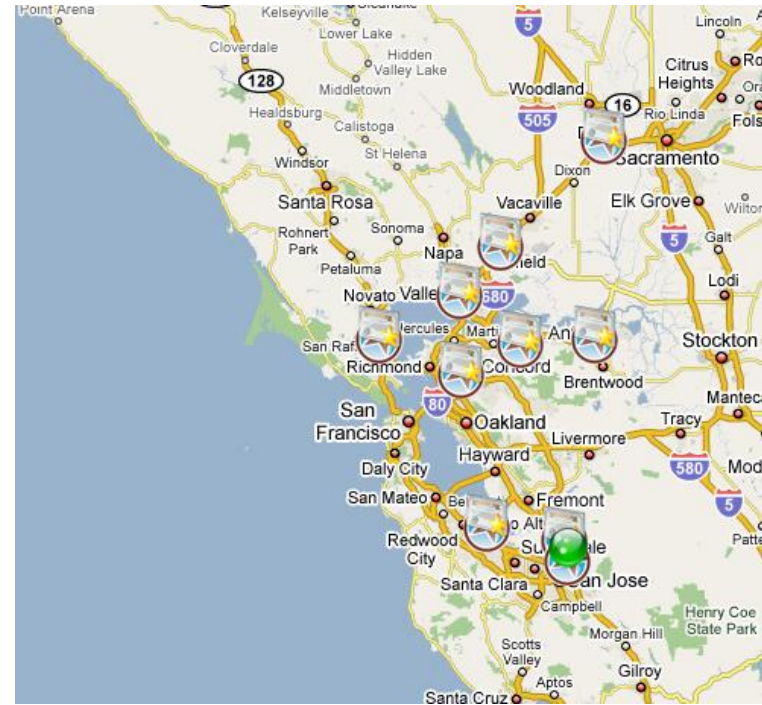 Point Arena
Kelseyville
Lower Lake
Lincoln
5
Cloverdale
Hidden
Valley Lake
Citrus
Heights
128
Middletown
Woodland
16
Rio Linda
505
Healdsburg
Calistoga
St Helena
Windsor
Dixon
Sacramento
Santa Rosa
Vacaville
Elk Grove
Rohnert
Park
Sonoma
Napa
5
Galt
Petaluma
Lodi
Novato
680
San
Richmond
Stockton
Brentwood
80
San
Francisco
Oakland
Tracy
Livermore
Hayward
580
Daly City
5
San Mateo
Fremont
Redwood
City
Santa Clara
San Jose
Campbell
Henry Coe
State Park
Morgan Hill
Scotts
Valley
Gilroy
Aptos
Santa Cruz